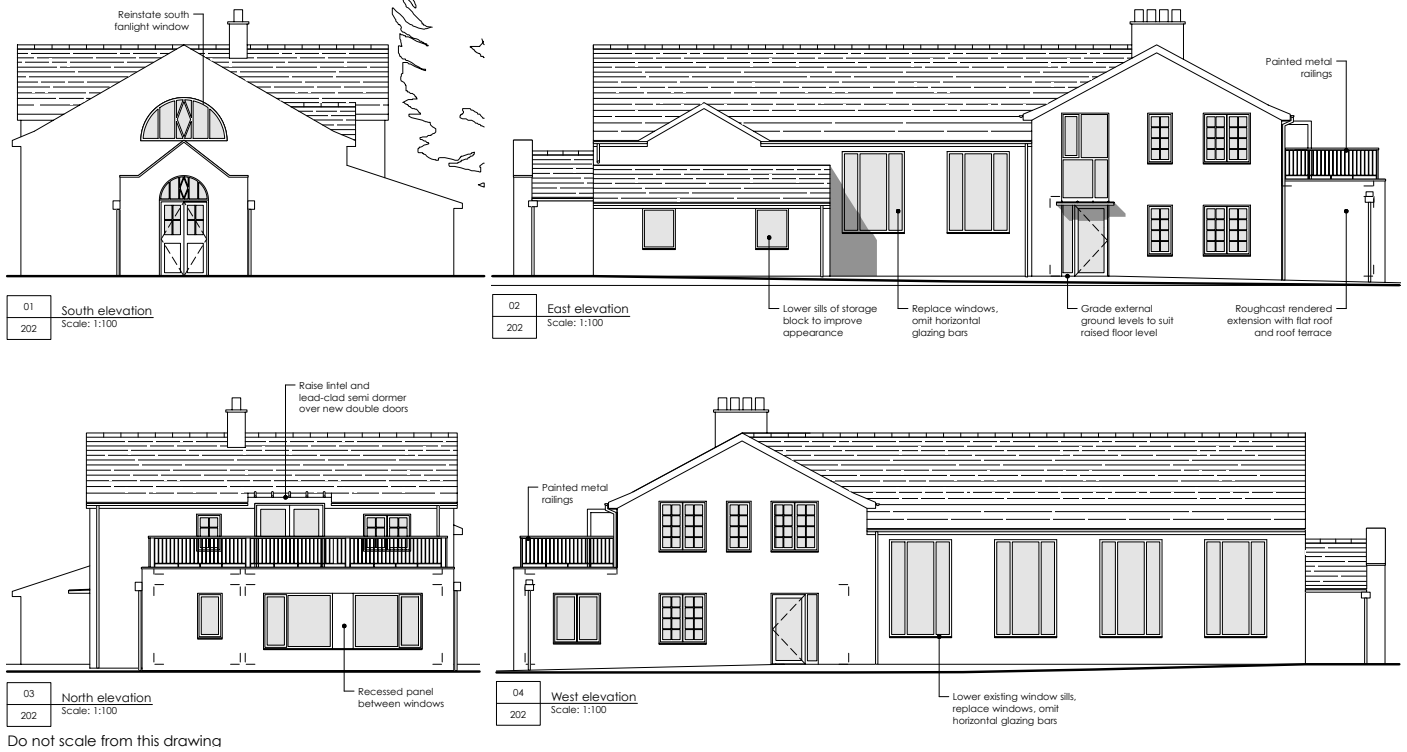 Reinstate south
fanlight window
01
202
South elevation
Scale: 1:100
Painted metal
railings
02
202
East elevation
Scale: 1:100
Lower sills of storage
block to improve
appearance
Replace windows,
omit horizontal
glazing bars
Grade external
ground levels to suit
raised floor level
Roughcast rendered
extension with flat roof
and roof terrace
Raise lintel and
lead-clad semi dormer
over new double doors
03
202
North elevation
Scale: 1:100
Recessed panel
between windows
Painted metal
railings
04
202
West elevation
Scale: 1:100
Lower existing window sills,
replace windows, omit
horizontal glazing bars
Do not scale from this drawing